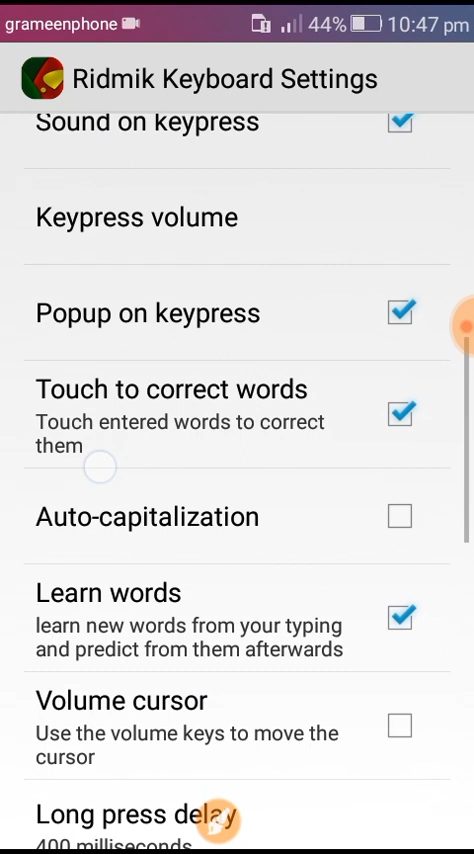 grameenphone 44% 10:47 pm
Ridmik Keyboard Settings
Sound on keypress
Keypress volume
Popup on keypress
Touch to correct words
Touch entered words to correct
them
Auto-capitalization
Learn words
learn new words from your typing
and predict from them afterwards
Volume cursor
Use the volume keys to move the
cursor
Long press delay
400 milliseconds